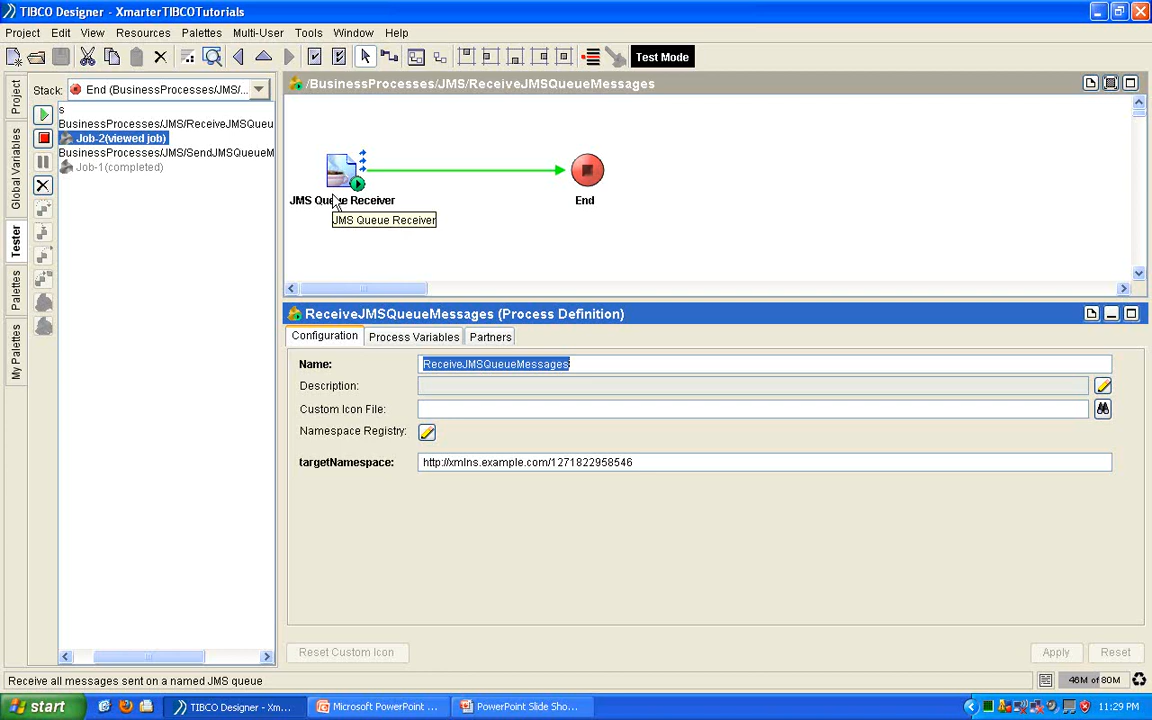 TIBCO Designer - XmarterTIBCOTutorials
Project Edit View Resources Palettes Multi-User Tools Window Help
Test Mode
Stack: End (BusinessProcesses/JMS/...
/BusinessProcesses/JMS/ReceiveJMSQueueMessages
Project
Global Variables
Tester
Palettes
My Palettes
s
BusinessProcesses/JMS/ReceiveJMSQueu
Job-2(viewed job)
BusinessProcesses/JMS/SendJMSQueueM
Job-1(completed)
JMS Queue Receiver
End
JMS Queue Receiver
ReceiveJMSQueueMessages (Process Definition)
Configuration Process Variables Partners
Name: ReceiveJMSQueueMessages
Description:
Custom Icon File:
Namespace Registry:
targetNamespace: http://xmlns.example.com/1271822958546
Reset Custom Icon Apply Reset
Receive all messages sent on a named JMS queue 46M of 80M
start TIBCO Designer - Xm... Microsoft PowerPoint ... PowerPoint Slide Sho... 11:29 PM